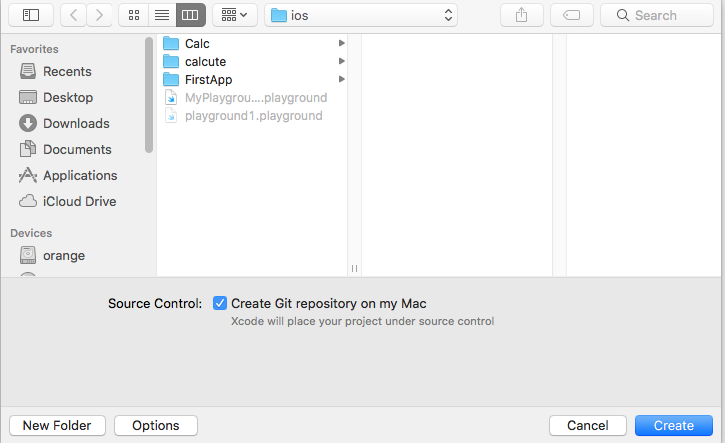 ios
Search
Favorites
Recents
Desktop
Downloads
Documents
Applications
iCloud Drive
Devices
orange
Calc
calcute
FirstApp
MyPlaygrou....playground
playground1.playground
Source Control: Create Git repository on my Mac
Xcode will place your project under source control
New Folder Options Cancel Create